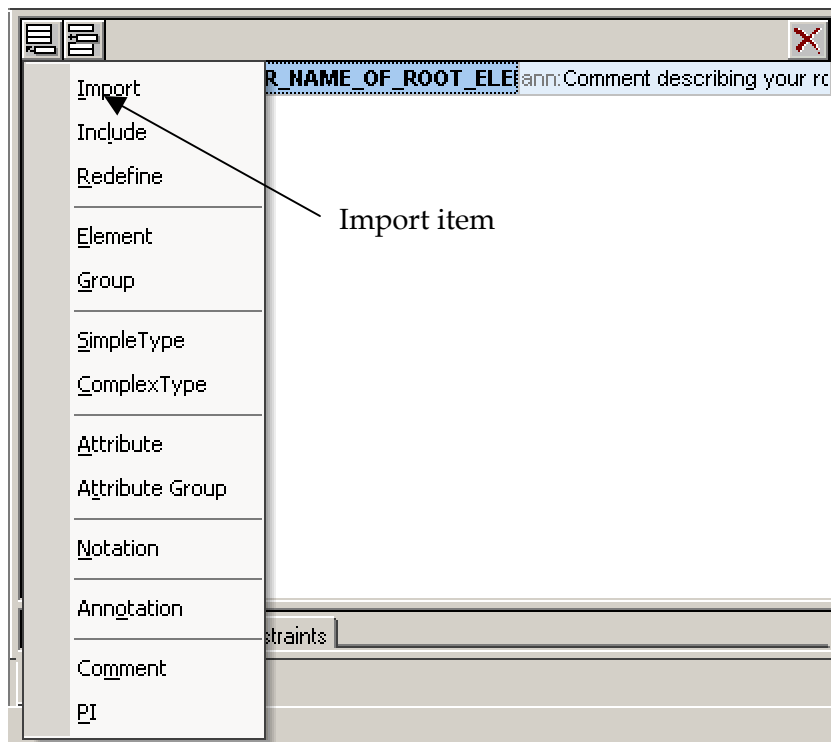 Import
R_NAME_OF_ROOT_ELE ann:Comment describing your ro
Include
Redefine
Import item
Element
Group
SimpleType
ComplexType
Attribute
Attribute Group
Notation
Annotation
straints
Comment
PI